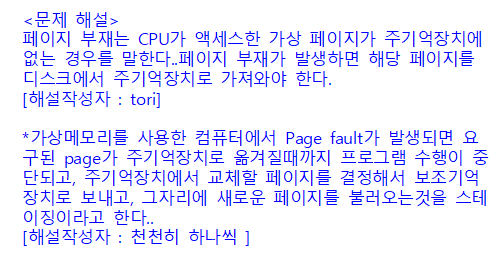 <문제 해설>
페이지 부재는 CPU가 액세스한 가상 페이지가 주기억장치에
없는 경우를 말한다..페이지 부재가 발생하면 해당 페이지를
디스크에서 주기억장치로 가져와야 한다.
[해설작성자 : tori]
*가상메모리를 사용한 컴퓨터에서 Page fault가 발생되면 요
구된 page가 주기억장치로 옮겨질때까지 프로그램 수행이 중
단되고, 주기억장치에서 교체할 페이지를 결정해서 보조기억
장치로 보내고, 그자리에 새로운 페이지를 불러오는것을 스테
이징이라고 한다..
[해설작성자 : 천천히 하나씩 ]